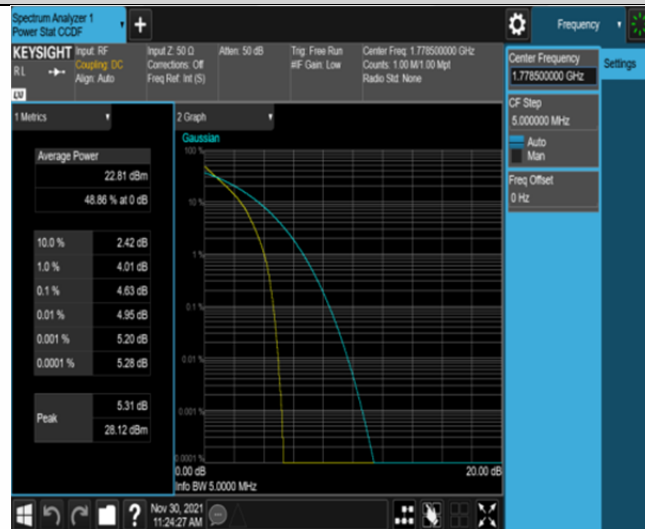 Spectrum Analyzer 1
Power Stat CCDF
Frequency
KEYSIGHT
RL
LXI
Input: RF
Coupling: DC
Align: Auto
Input Z: 50 Ω
Corrections: Off
Freq Ref: Int (S)
Atten: 50 dB
Trig: Free Run
#IF Gain: Low
Center Freq: 1.778500000 GHz
Counts: 1.00 M/1.00 Mpt
Radio Std: None
Center Frequency
1.778500000 GHz
Settings
CF Step
5.000000 MHz
Auto
Man
Freq Offset
0 Hz
1 Metrics
Average Power
22.81 dBm
48.86 % at 0 dB
10.0 % 2.42 dB
1.0 % 4.01 dB
0.1 % 4.63 dB
0.01 % 4.95 dB
0.001 % 5.20 dB
0.0001 % 5.28 dB
Peak 5.31 dB
28.12 dBm
2 Graph
Gaussian
100 %
10 %
1 %
0.1 %
0.01 %
0.001 %
0.0001 %
0.00 dB 20.00 dB
Info BW 5.0000 MHz
?
Nov 30, 2021
11:24:27 AM